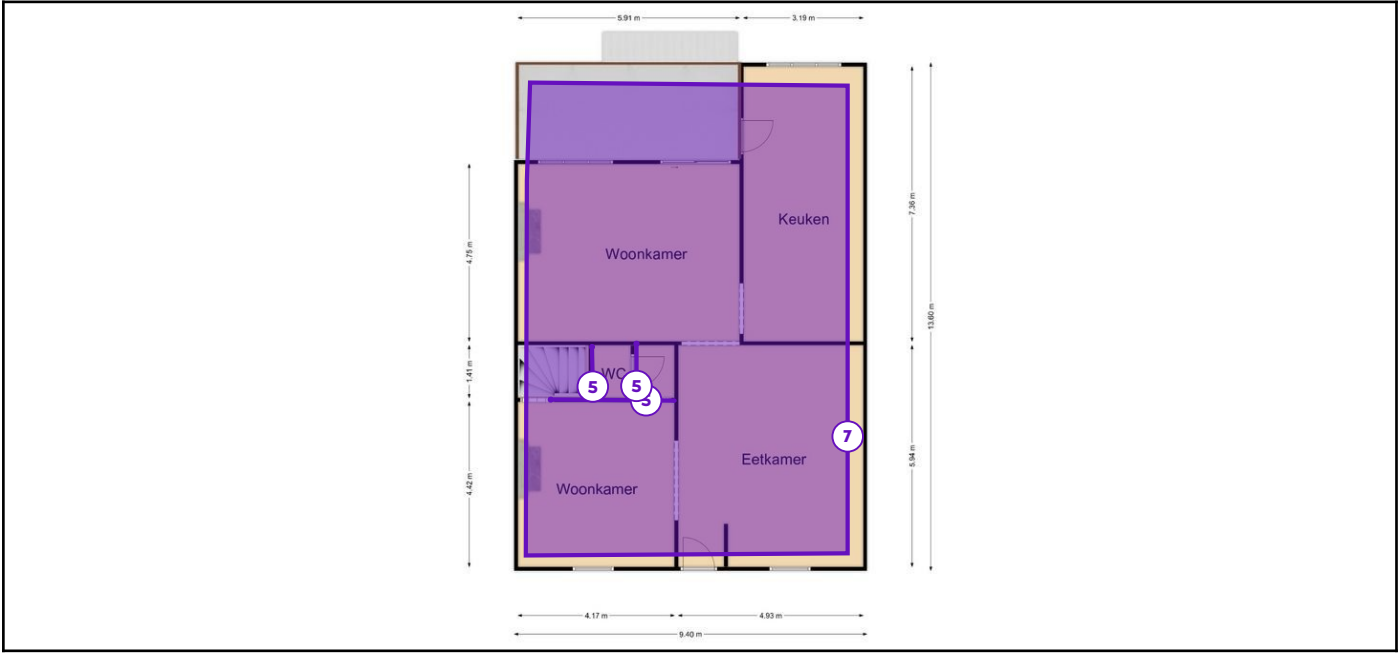 5.91 m
3.19 m
Keuken
7.36 m
Woonkamer
4.75 m
13.60 m
WC
1.41 m
5
5
5
7
Eetkamer
5.94 m
Woonkamer
4.42 m
4.17 m
4.93 m
9.40 m